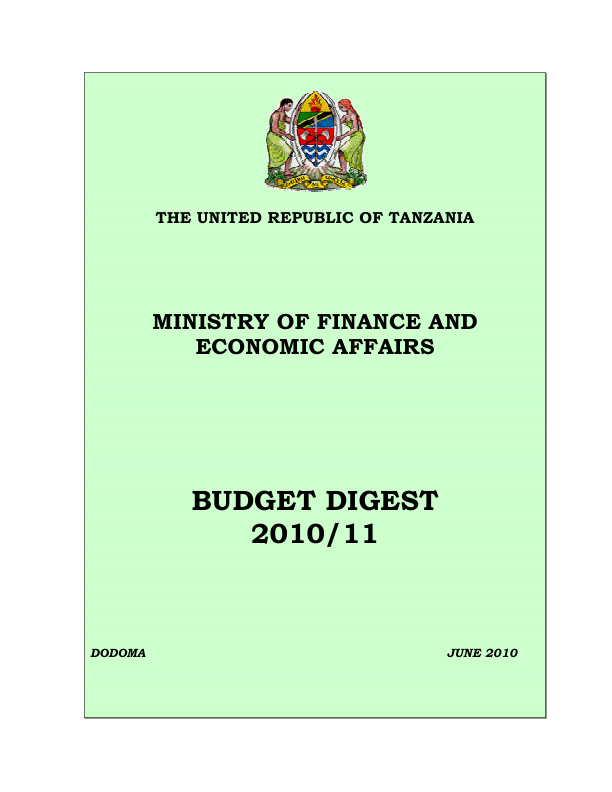 THE UNITED REPUBLIC OF TANZANIA
MINISTRY OF FINANCE AND
ECONOMIC AFFAIRS
BUDGET DIGEST
2010/11
DODOMA JUNE 2010